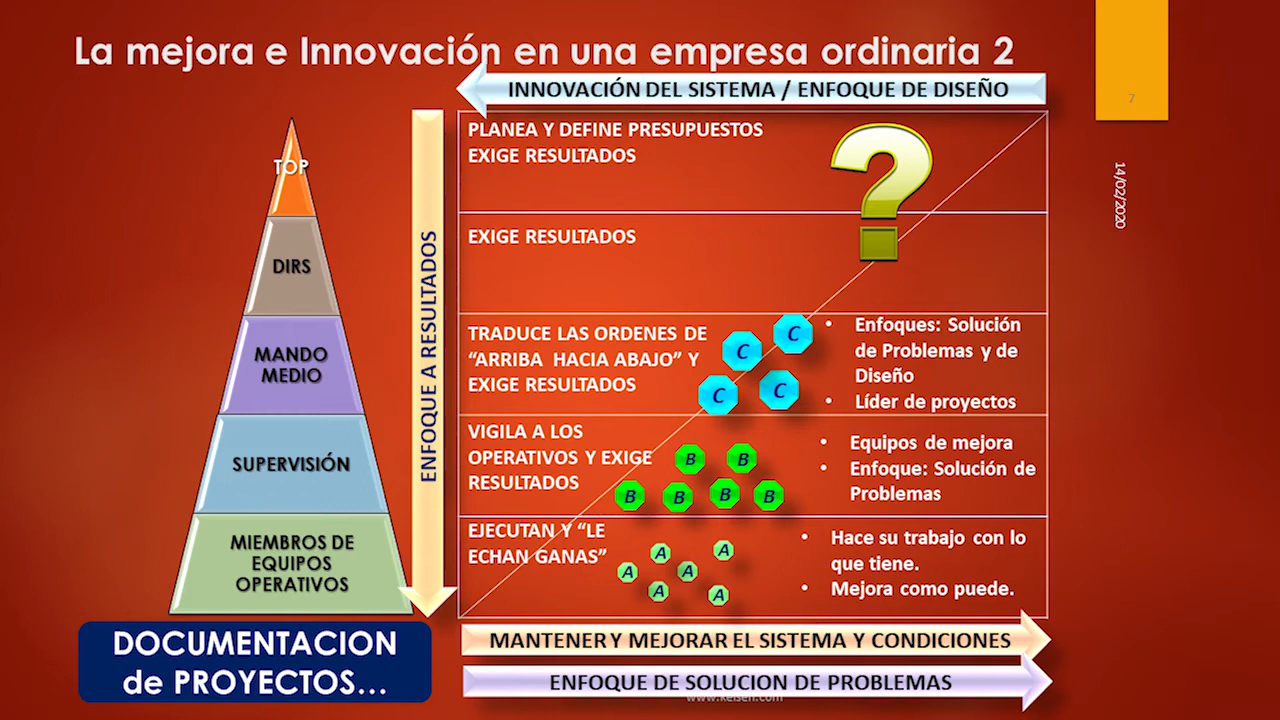 La mejora e Innovación en una empresa ordinaria 2
INNOVACIÓN DEL SISTEMA / ENFOQUE DE DISEÑO
7
14/02/2020
TOP
DIRS
MANDO
MEDIO
SUPERVISIÓN
MIEMBROS DE
EQUIPOS
OPERATIVOS
ENFOQUE A RESULTADOS
PLANEA Y DEFINE PRESUPUESTOS
EXIGE RESULTADOS
?
EXIGE RESULTADOS
TRADUCE LAS ORDENES DE
“ARRIBA HACIA ABAJO” Y
EXIGE RESULTADOS
C
C
C
C
• Enfoques: Solución
de Problemas y de
Diseño
• Líder de proyectos
VIGILA A LOS
OPERATIVOS Y EXIGE
RESULTADOS
B B
B B B B
• Equipos de mejora
• Enfoque: Solución de
Problemas
EJECUTAN Y “LE
ECHAN GANAS”
A A
A A
A A
• Hace su trabajo con lo
que tiene.
• Mejora como puede.
DOCUMENTACION
de PROYECTOS...
MANTENER Y MEJORAR EL SISTEMA Y CONDICIONES
ENFOQUE DE SOLUCION DE PROBLEMAS
www.keisen.com